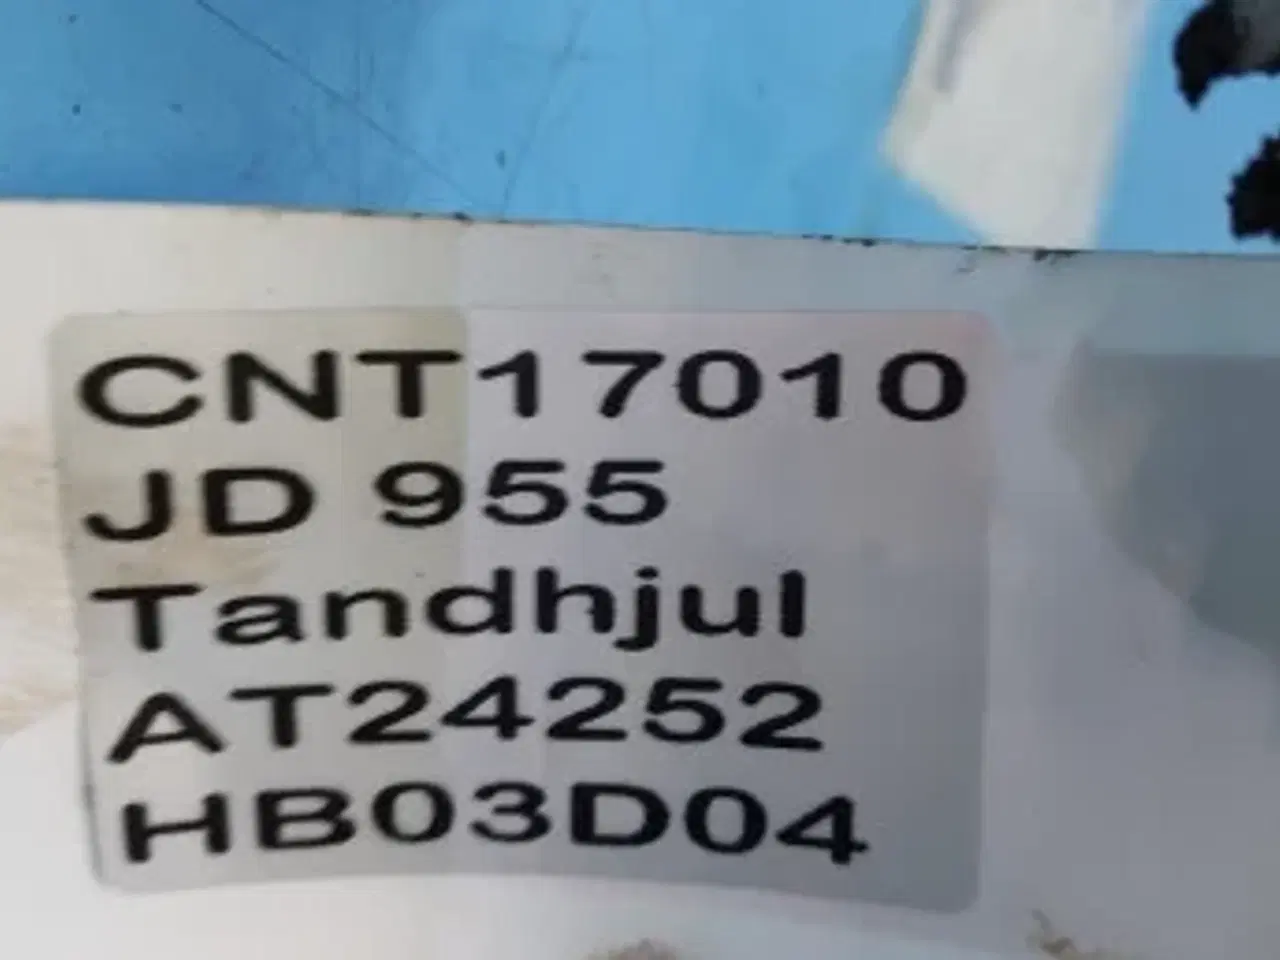 CNT17010
JD 955
Tandhjul
AT24252
HB03D04